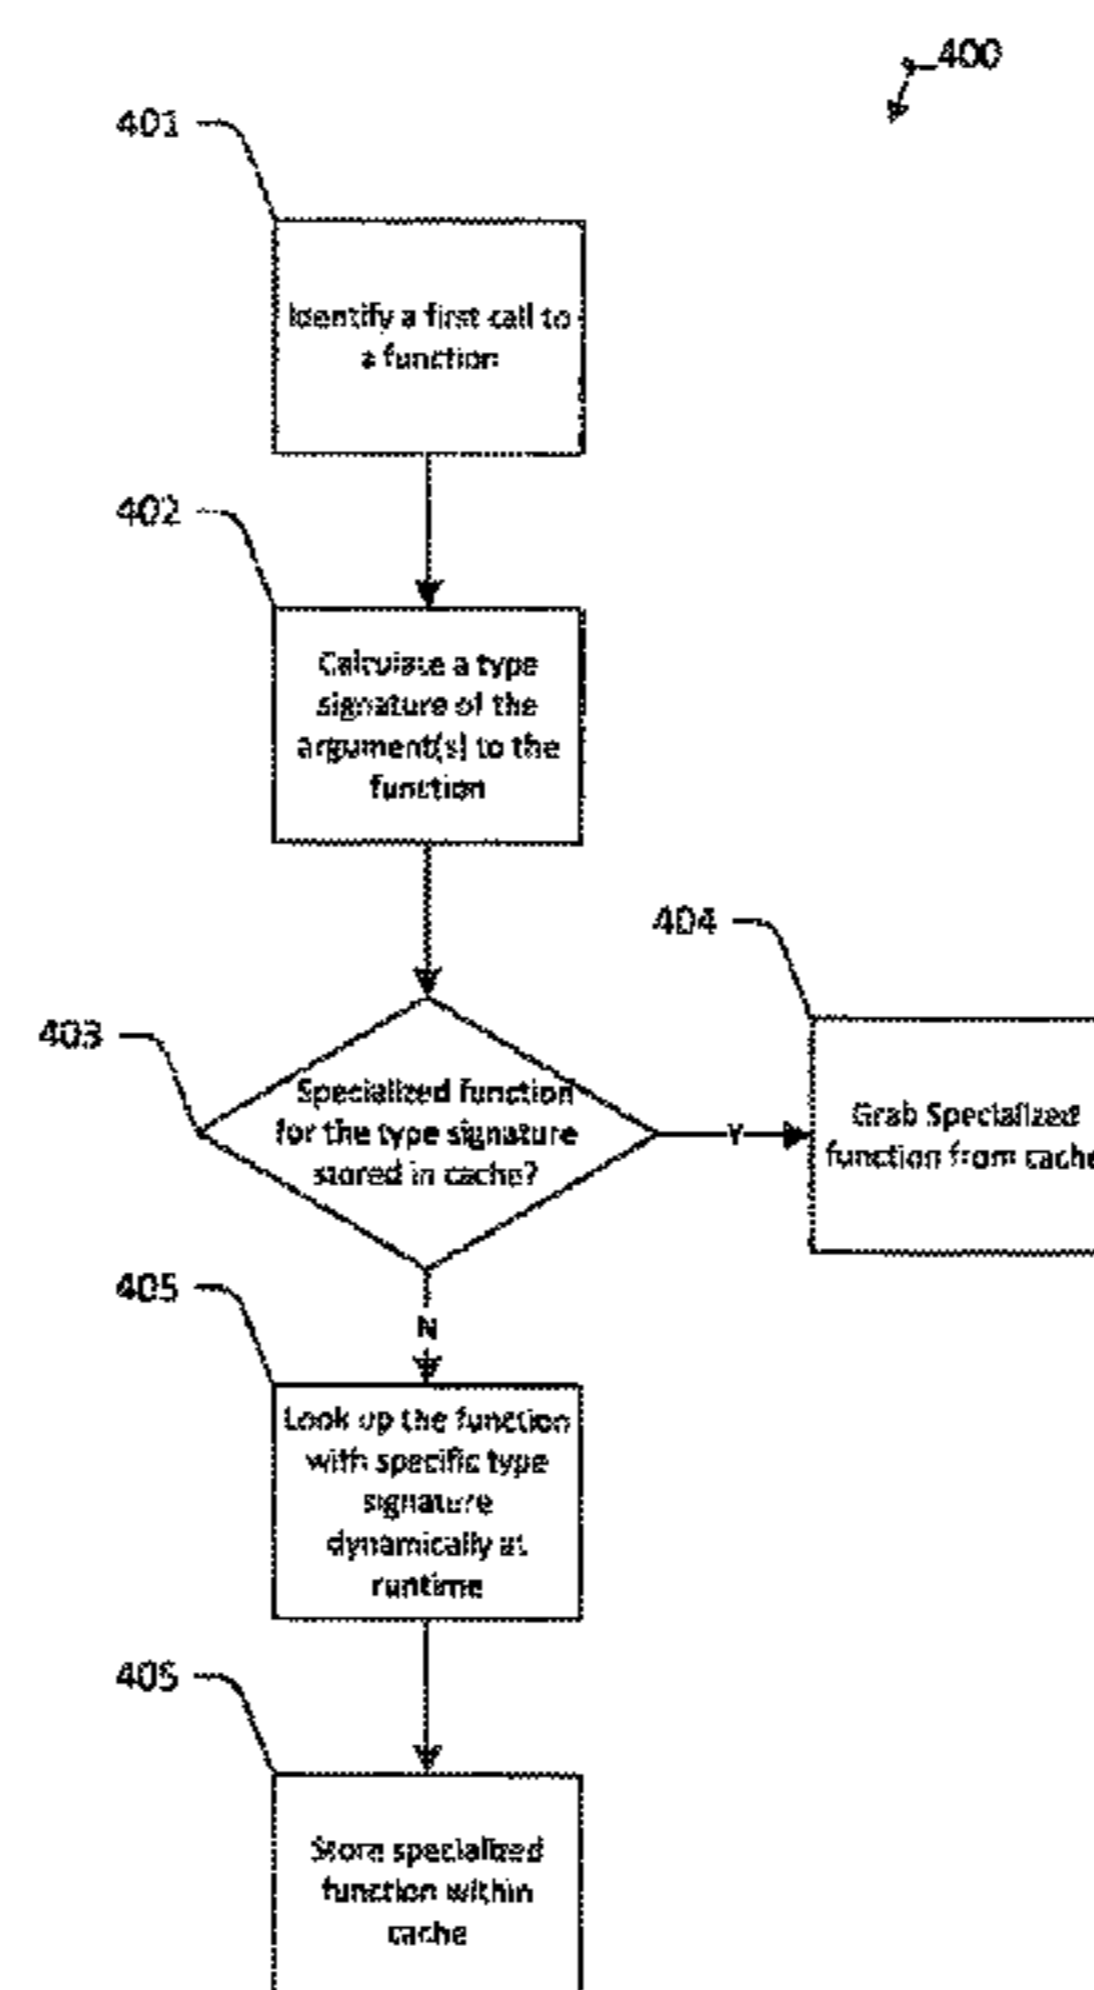 400
401
Identify a first call to
a function
402
Calculate a type
signature of the
argument(s) to the
function
404
403
Specialized function
for the type signature
stored in cache?
Y
Grab Specialized
function from cache
405
N
Look up the function
with specific type
signature
dynamically at
runtime
406
Store specialized
function within
cache